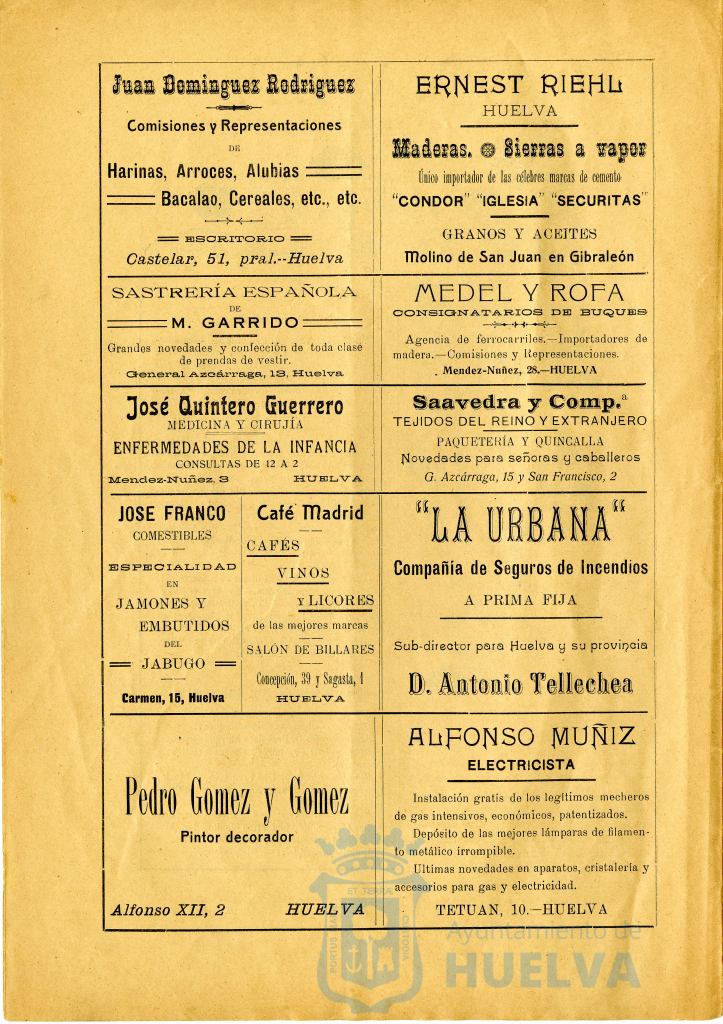 Juan Dominguez Rodriguez
Comisiones y Representaciones
DE
Harinas, Arroces, Alubias
Bacalao, Cereales, etc., etc.
ESCRITORIO
Castelar, 51, pral.--Huelva
ERNEST RIEHL
HUELVA
Maderas. Sierras a vapor
Único importador de las célebres marcas de cemento
"CONDOR" "IGLESIA" "SECURITAS"
GRANOS Y ACEITES
Molino de San Juan en Gibraleón
SASTRERÍA ESPAÑOLA
DE
M. GARRIDO
Grandes novedades y confección de toda clase
de prendas de vestir.
General Azcárraga, 13, Huelva
MEDEL Y ROFA
CONSIGNATARIOS DE BUQUES
Agencia de ferrocarriles.—Importadores de
madera.—Comisiones y Representaciones.
Mendez-Nuñez, 28.—HUELVA
José Quintero Guerrero
MEDICINA Y CIRUJÍA
ENFERMEDADES DE LA INFANCIA
CONSULTAS DE 12 A 2
Mendez-Nuñez, 3 HUELVA
Saavedra y Comp.ª
TEJIDOS DEL REINO Y EXTRANJERO
PAQUETERÍA Y QUINCALLA
Novedades para señoras y caballeros
G. Azcárraga, 15 y San Francisco, 2
JOSE FRANCO
COMESTIBLES
ESPECIALIDAD
EN
JAMONES Y
EMBUTIDOS
DEL
JABUGO
Carmen, 15, Huelva
Café Madrid
CAFÉS
VINOS
Y LICORES
de las mejores marcas
SALÓN DE BILLARES
Concepción, 39 y Sagasta, 1
HUELVA
"LA URBANA"
Compañía de Seguros de Incendios
A PRIMA FIJA
Sub-director para Huelva y su provincia
D. Antonio Tellechea
Pedro Gomez y Gomez
Pintor decorador
Alfonso XII, 2 HUELVA
ALFONSO MUÑIZ
ELECTRICISTA
Instalación gratis de los legítimos mecheros
de gas intensivos, económicos, patentizados.
Depósito de las mejores lámparas de filamen-
to metálico irrompible.
Ultimas novedades en aparatos, cristalería y
accesorios para gas y electricidad.
TETUAN, 10.—HUELVA
Ayuntamiento de
HUELVA